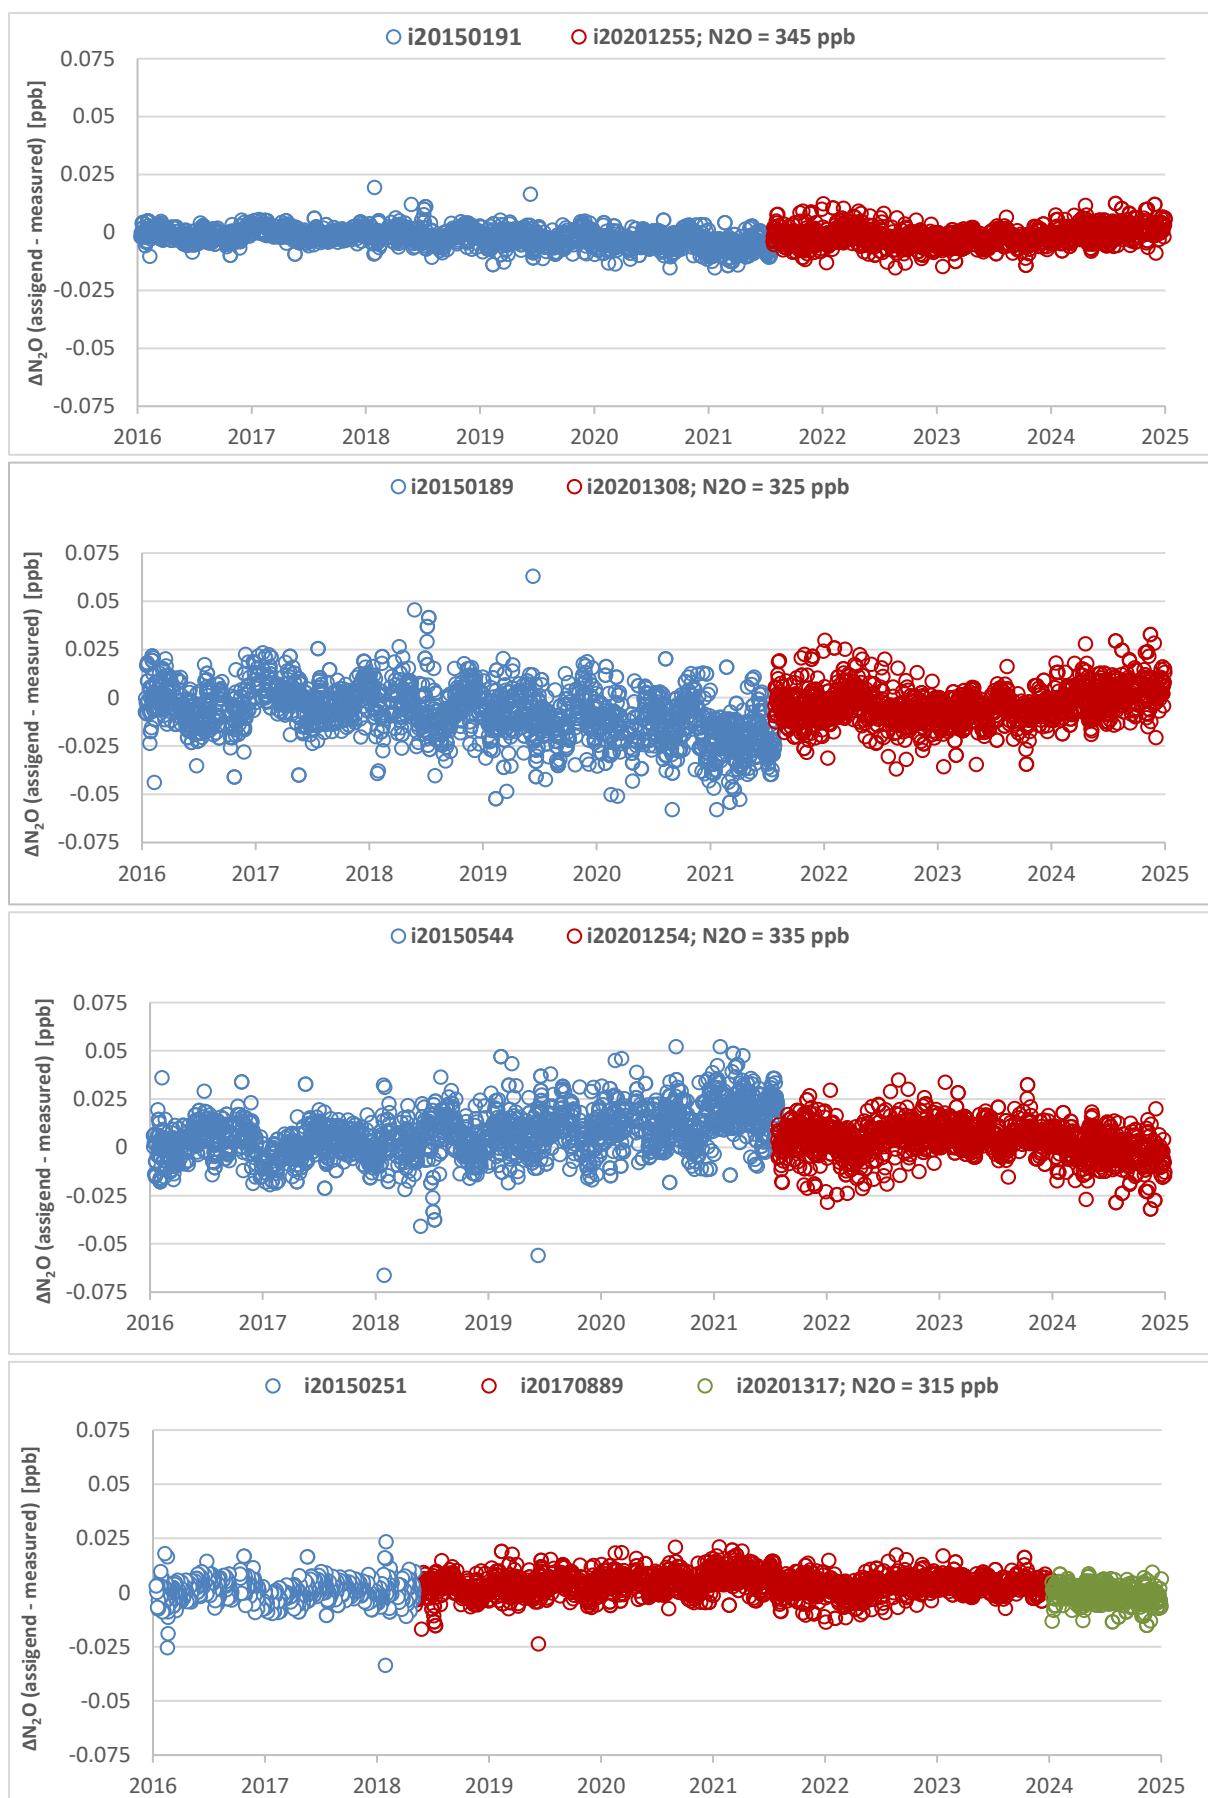 i20150191 i20201255; N2O = 345 ppb
ΔN₂O (assigend - measured) [ppb]
0.075
0.05
0.025
0
-0.025
-0.05
-0.075
2016 2017 2018 2019 2020 2021 2022 2023 2024 2025
i20150189 i20201308; N2O = 325 ppb
ΔN₂O (assigend - measured) [ppb]
0.075
0.05
0.025
0
-0.025
-0.05
-0.075
2016 2017 2018 2019 2020 2021 2022 2023 2024 2025
i20150544 i20201254; N2O = 335 ppb
ΔN₂O (assigend - measured) [ppb]
0.075
0.05
0.025
0
-0.025
-0.05
-0.075
2016 2017 2018 2019 2020 2021 2022 2023 2024 2025
i20150251 i20170889 i20201317; N2O = 315 ppb
ΔN₂O (assigend - measured) [ppb]
0.075
0.05
0.025
0
-0.025
-0.05
-0.075
2016 2017 2018 2019 2020 2021 2022 2023 2024 2025